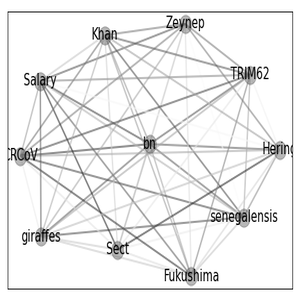 Zeynep
Khan
TRIM62
Salary
bn
CRCoV
Hering
senegalensis
giraffes
Sect
Fukushima